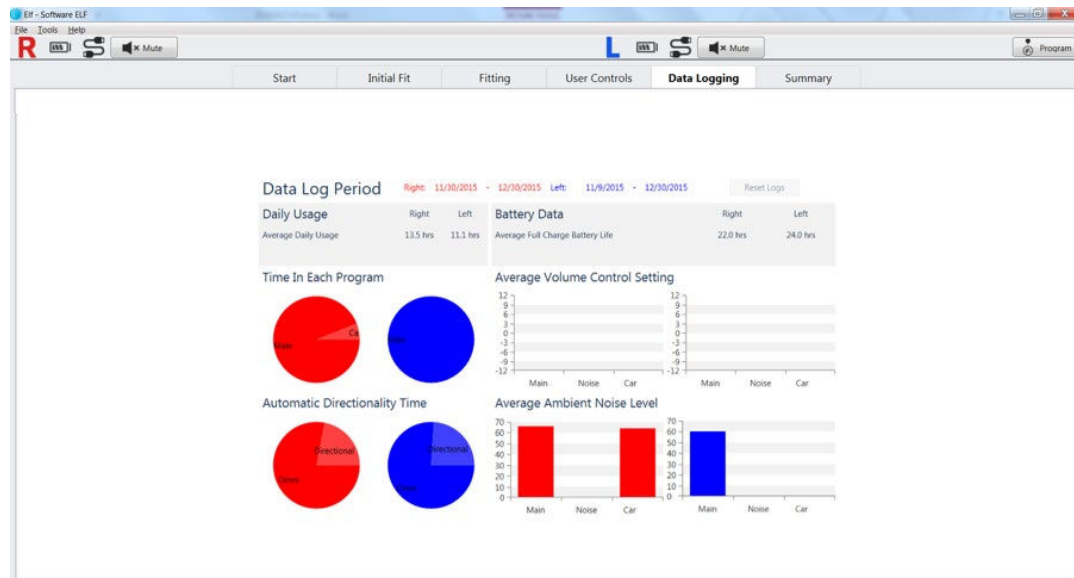 Elf - Software ELF
File Tools Help
R Mute L Mute Program
Start Initial Fit Fitting User Controls Data Logging Summary
Data Log Period Right: 11/30/2015 - 12/30/2015 Left: 11/9/2015 - 12/30/2015 Reset Logs
Daily Usage Right Left Battery Data Right Left
Average Daily Usage 13.5 hrs 11.1 hrs Average Full Charge Battery Life 22.0 hrs 24.0 hrs
Time In Each Program Average Volume Control Setting
12 12
9 9
6 6
3 3
0 0
Ca
-3 -3
Main Main
-6 -6
-9 -9
-12 -12
Main Noise Car Main Noise Car
Automatic Directionality Time Average Ambient Noise Level
70 70
60 60
50 50
Directional Directional
40 40
30 30
20 20
Omni Omni
10 10
0 0
Main Noise Car Main Noise Car